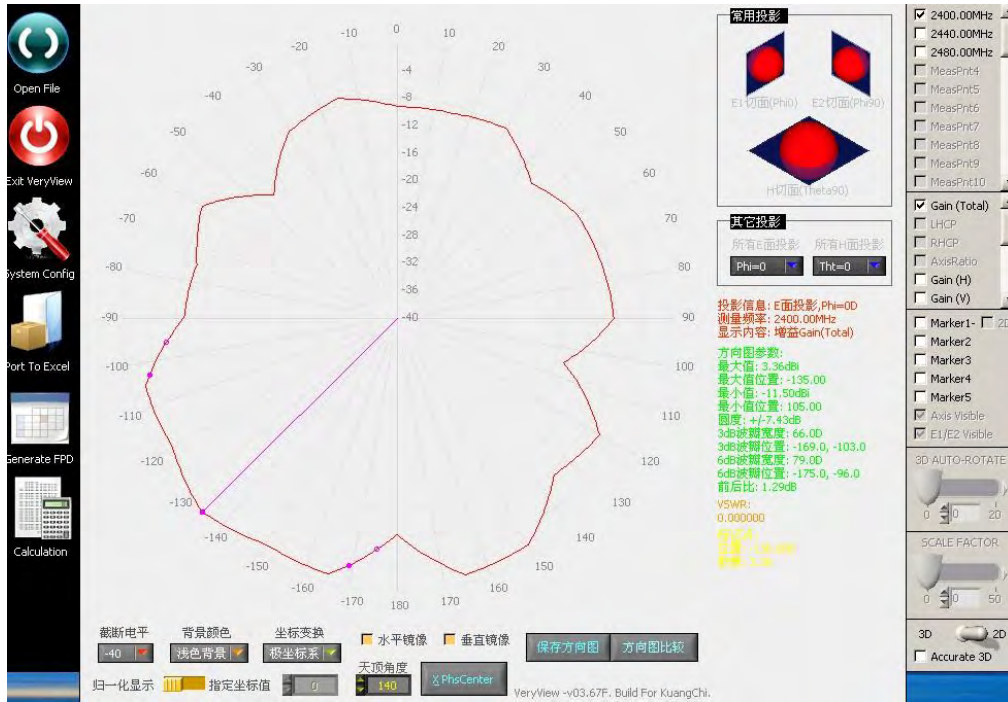 Open File
Exit VeryView
System Config
Port To Excel
Generate FPD
Calculation
0
-10
10
-20
20
-30
30
-40
40
-50
50
-60
60
-70
70
-80
80
-90
90
-100
100
-110
110
-120
120
-130
130
-140
140
-150
150
-160
160
-170
170
180
-4
-8
-12
-16
-20
-24
-28
-32
-36
-40
常用投影
E1切面(Phi0) E2切面(Phi90)
H切面(Theta90)
其它投影
所有E面投影 所有H面投影
Phi=0 Tht=0
投影信息: E面投影,Phi=0D
测量频率: 2400.00MHz
显示内容: 增益Gain(Total)
方向图参数:
最大值: 3.36dBi
最大值位置: -135.00
最小值: -11.50dBi
最小值位置: 105.00
圆度: +/-7.43dB
3dB波瓣宽度: 66.0D
3dB波瓣位置: -169.0, -103.0
6dB波瓣宽度: 79.0D
6dB波瓣位置: -175.0, -96.0
前后比: 1.29dB
VSWR:
0.000000
2400.00MHz
2440.00MHz
2480.00MHz
MeasPnt4
MeasPnt5
MeasPnt6
MeasPnt7
MeasPnt8
MeasPnt9
MeasPnt10
Gain (Total)
LHCP
RHCP
AxisRatio
Gain (H)
Gain (V)
Marker1- 2D
Marker2
Marker3
Marker4
Marker5
Axis Visible
E1/E2 Visible
3D AUTO-ROTATE
0 0 20
SCALE FACTOR
0 0 50
3D 2D
Accurate 3D
截断电平 背景颜色 坐标变换
-40 浅色背景 极坐标系
水平镜像 垂直镜像
保存方向图 方向图比较
归一化显示 指定坐标值 0
天顶角度
140
X PhsCenter
VeryView -v03.67F. Build For KuangChi.